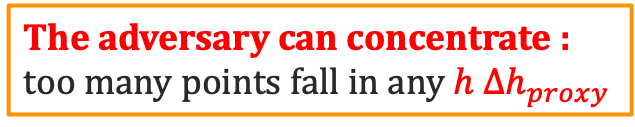 The adversary can concentrate :
too many points fall in any h Δh_proxy